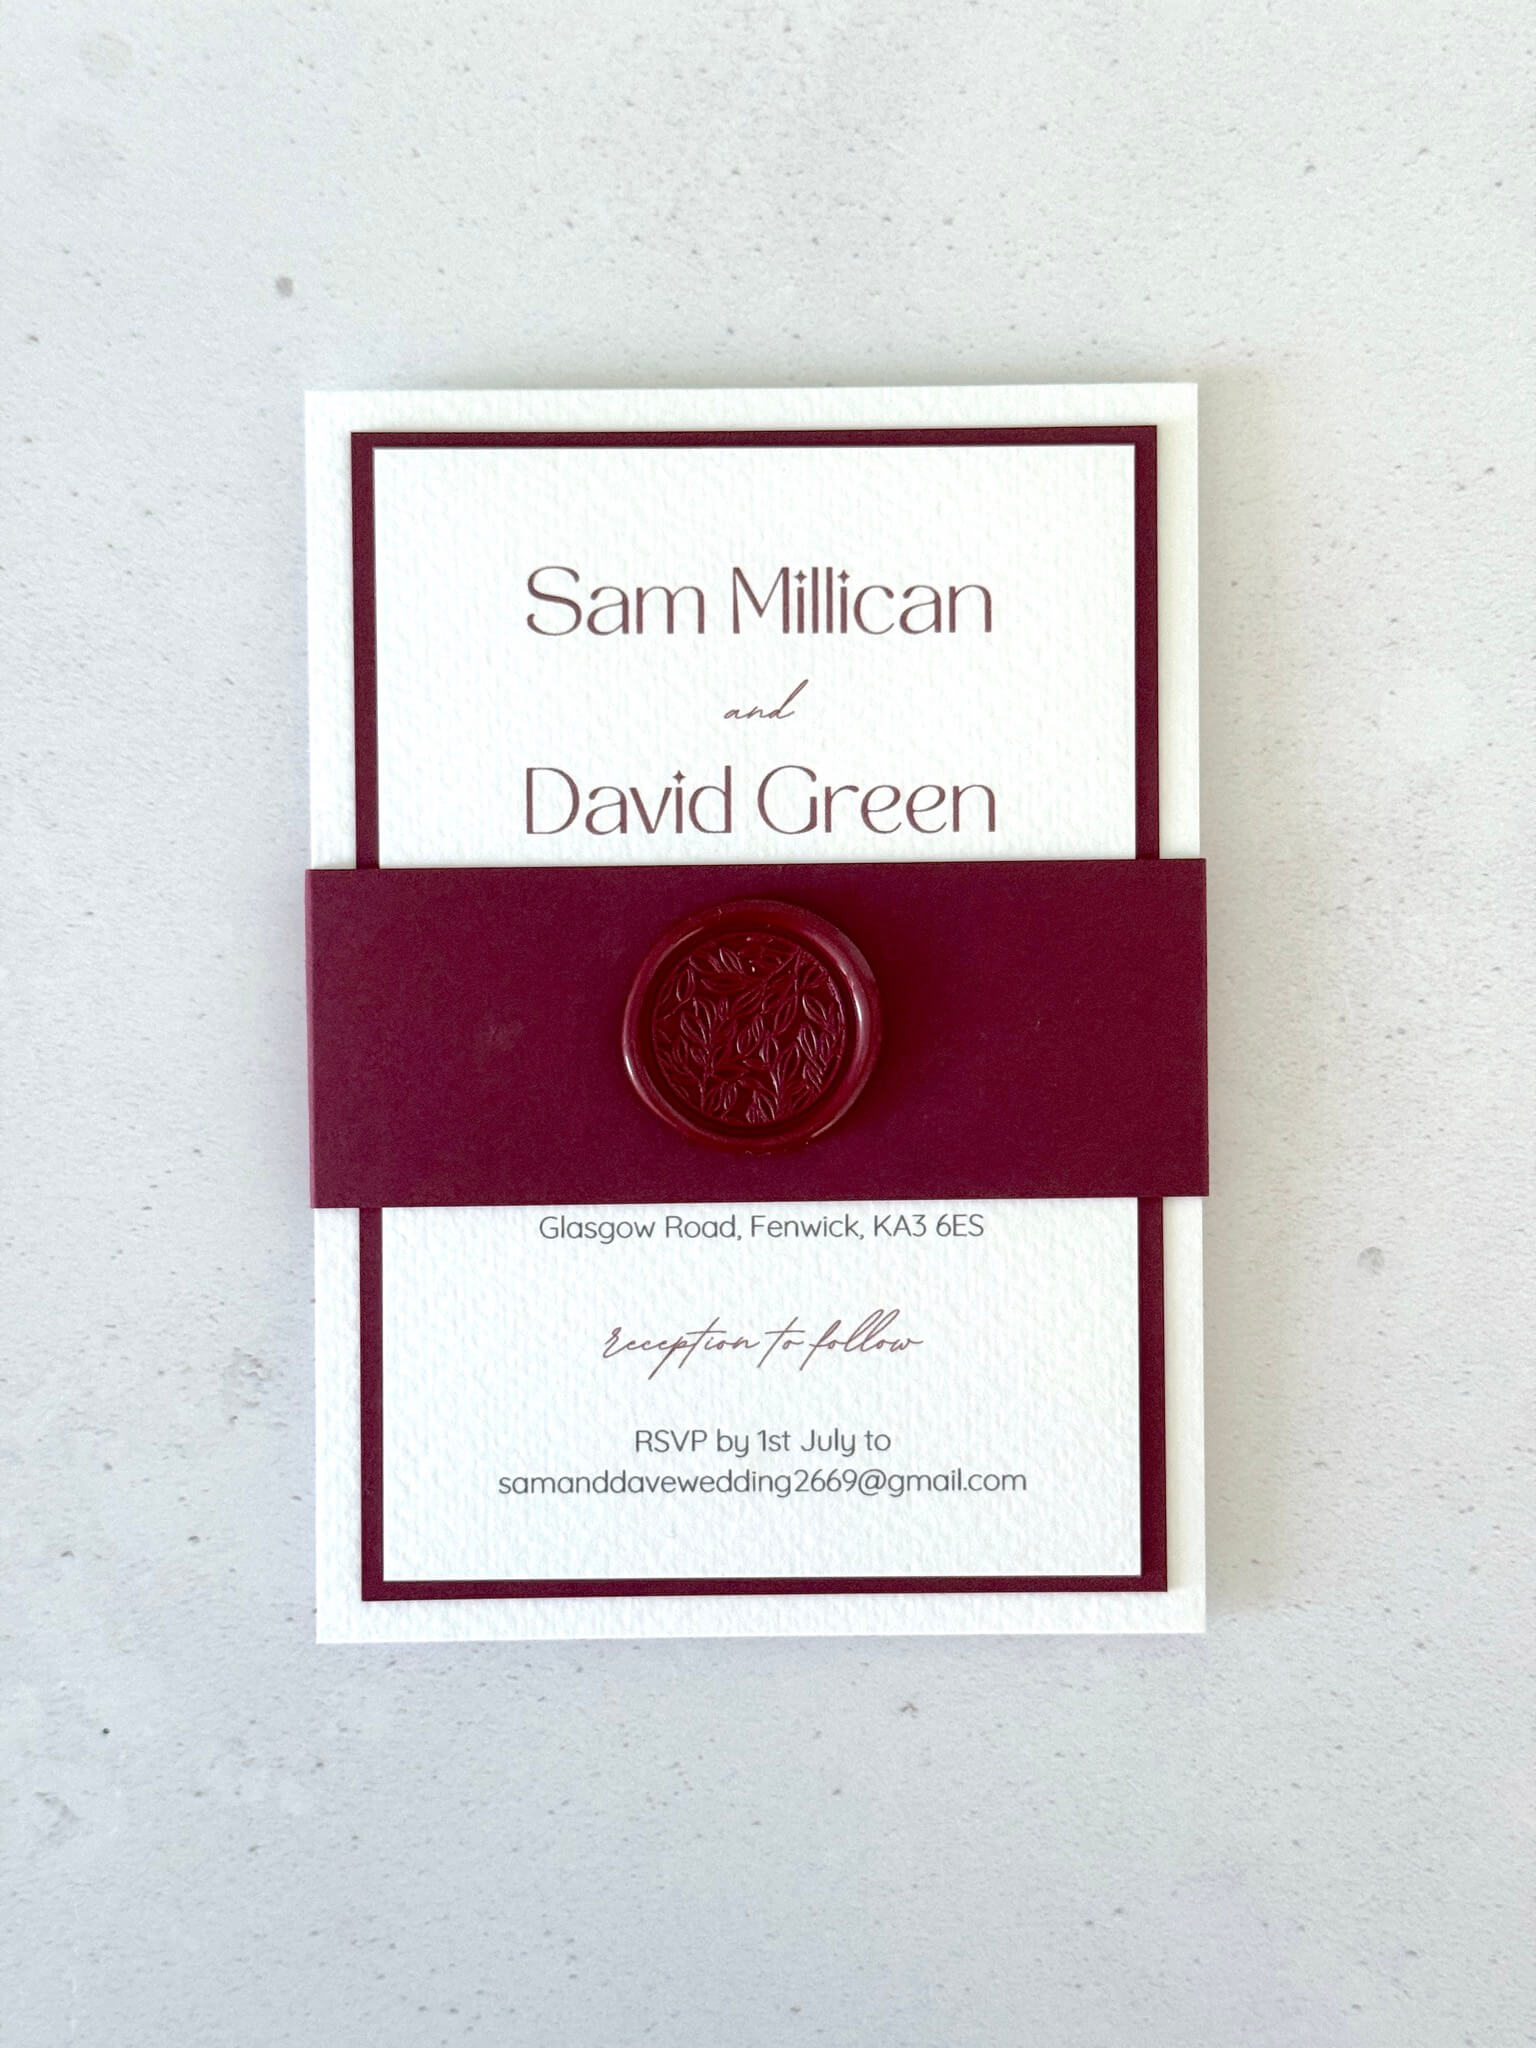 Sam Millican
and
David Green
Glasgow Road, Fenwick, KA3 6ES
reception to follow
RSVP by 1st July to
samanddavewedding2669@gmail.com